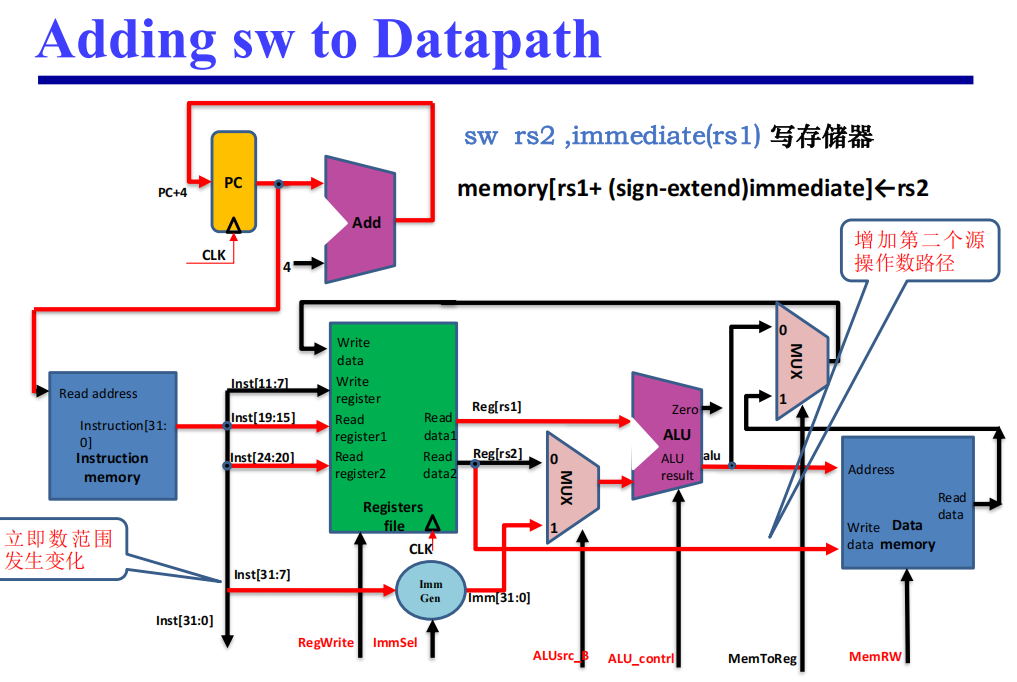 Adding sw to Datapath
sw rs2 ,immediate(rs1) 写存储器
memory[rs1+ (sign-extend)immediate]←rs2
PC+4
PC
CLK
Add
4
增加第二个源
操作数路径
Read address
Instruction[31:
0]
Instruction
memory
Inst[11:7]
Inst[19:15]
Inst[24:20]
Inst[31:7]
Inst[31:0]
立即数范围
发生变化
Write
data
Write
register
Read
register1
Read
register2
Read
data1
Read
data2
Registers
file
CLK
Reg[rs1]
Reg[rs2]
0
MUX
1
Imm
Gen
Imm[31:0]
Zero
ALU
ALU
result
alu
0
MUX
1
Address
Read
data
Write
data
Data
memory
RegWrite
ImmSel
ALUsrc_B
ALU_contrl
MemToReg
MemRW